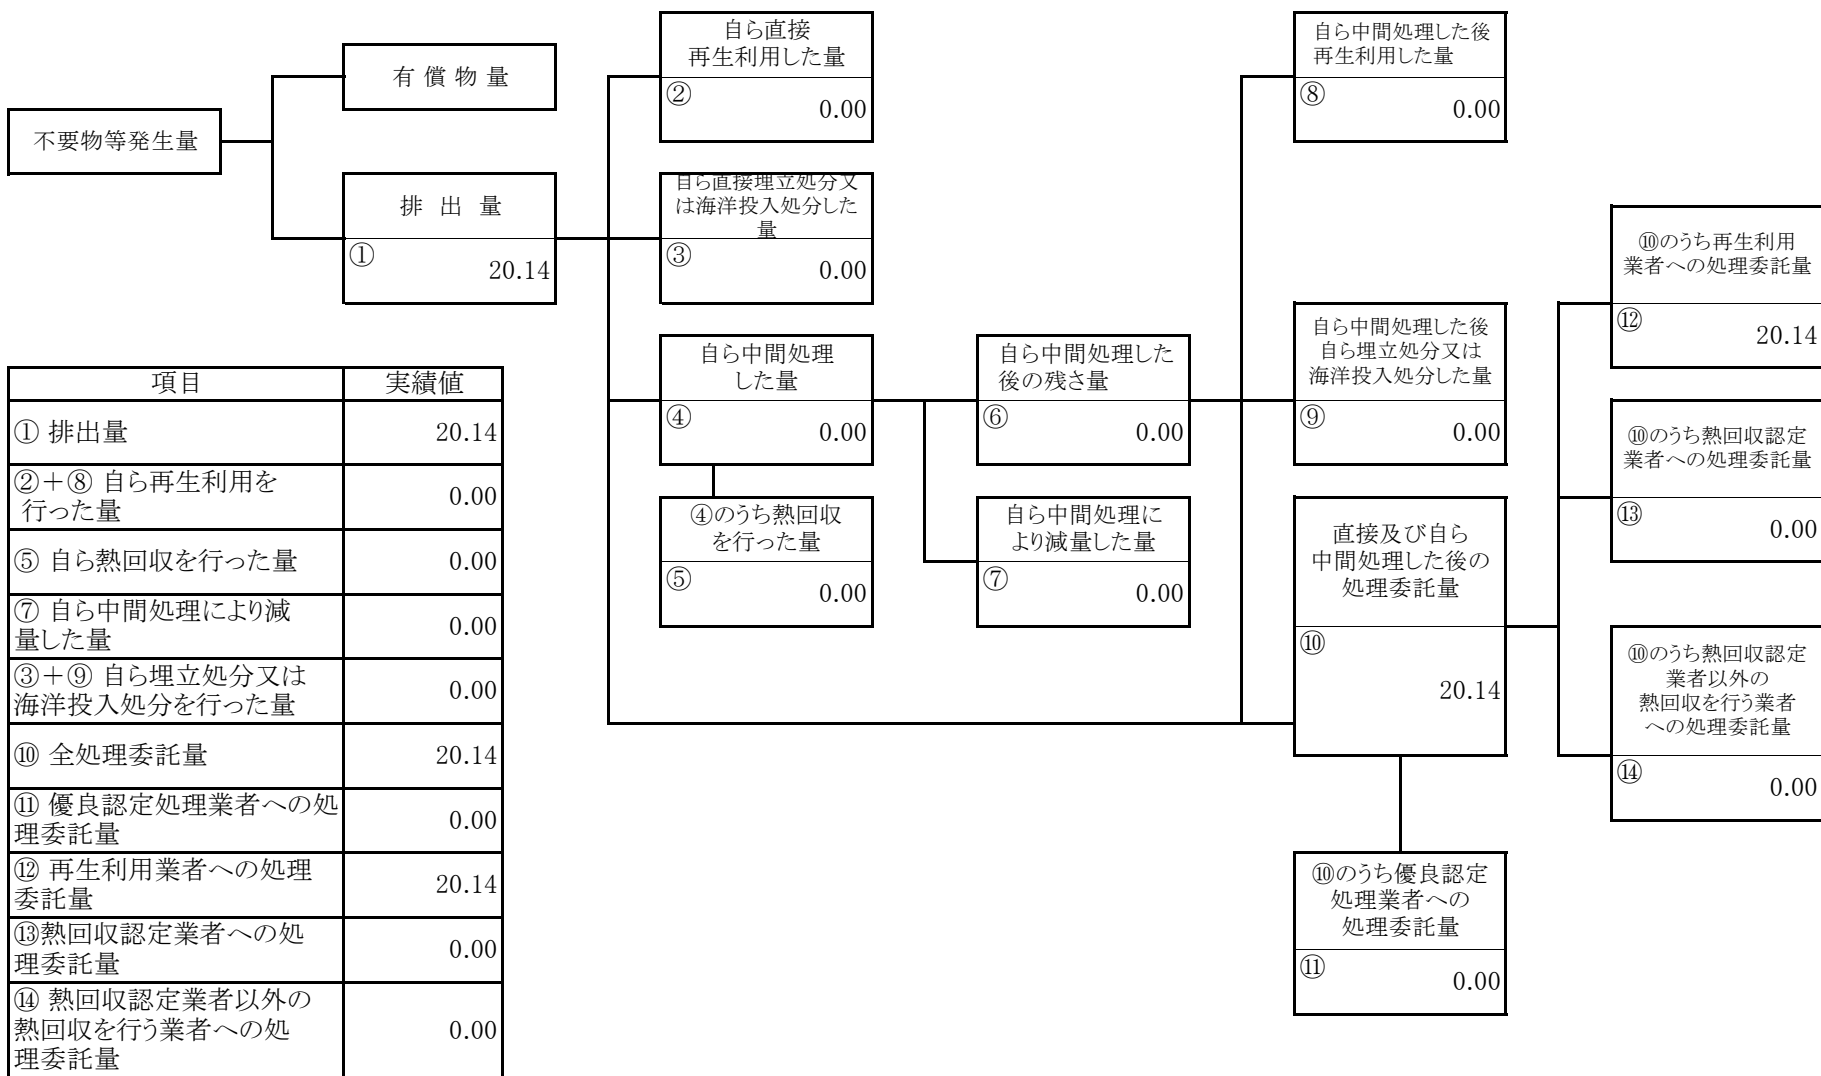 不要物等発生量
有 償 物 量
排 出 量
①
20.14
自ら直接
再生利用した量
②
0.00
自ら直接埋立処分又
は海洋投入処分した
量
③
0.00
自ら中間処理
した量
④
0.00
④のうち熱回収
を行った量
⑤
0.00
自ら中間処理した
後の残さ量
⑥
0.00
自ら中間処理に
より減量した量
⑦
0.00
自ら中間処理した後
再生利用した量
⑧
0.00
自ら中間処理した後
自ら埋立処分又は
海洋投入処分した量
⑨
0.00
直接及び自ら
中間処理した後の
処理委託量
⑩
20.14
⑩のうち優良認定
処理業者への
処理委託量
⑪
0.00
⑩のうち再生利用
業者への処理委託量
⑫
20.14
⑩のうち熱回収認定
業者への処理委託量
⑬
0.00
⑩のうち熱回収認定
業者以外の
熱回収を行う業者
への処理委託量
⑭
0.00
項目 実績値
① 排出量 20.14
②＋⑧ 自ら再生利用を
行った量
0.00
⑤ 自ら熱回収を行った量 0.00
⑦ 自ら中間処理により減
量した量
0.00
③＋⑨ 自ら埋立処分又は
海洋投入処分を行った量
0.00
⑩ 全処理委託量 20.14
⑪ 優良認定処理業者への処
理委託量
0.00
⑫ 再生利用業者への処理
委託量
20.14
⑬熱回収認定業者への処
理委託量
0.00
⑭ 熱回収認定業者以外の
熱回収を行う業者への処
理委託量
0.00